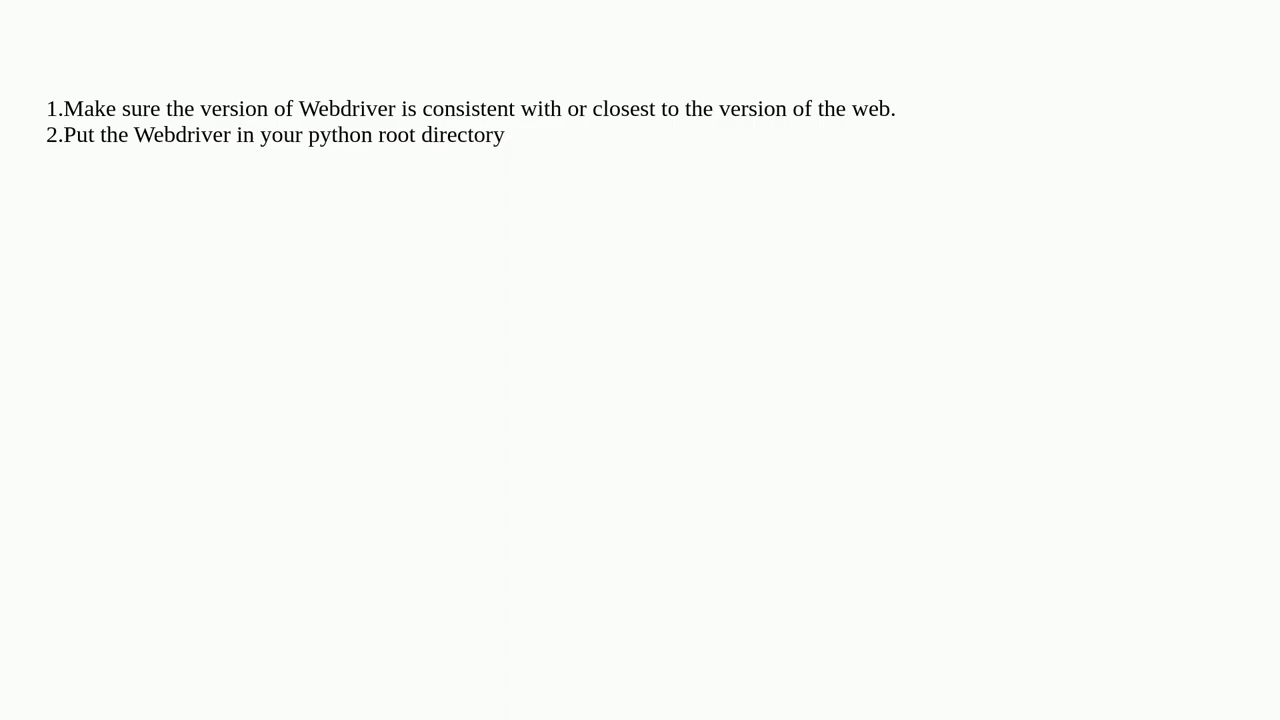 1.Make sure the version of Webdriver is consistent with or closest to the version of the web.
2.Put the Webdriver in your python root directory